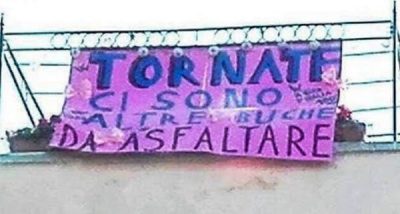 TORNATE
CI SONO
ALTRE BUCHE
DA ASFALTARE